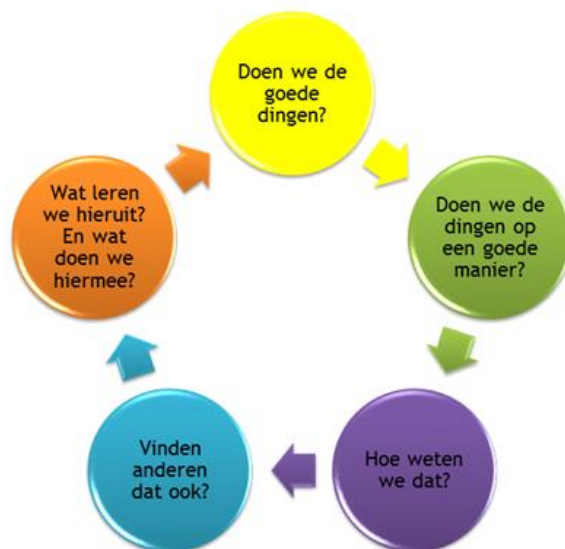 Doen we de
goede
dingen?
Doen we de
dingen op
een goede
manier?
Hoe weten
we dat?
Vinden
anderen
dat ook?
Wat leren
we hieruit?
En wat
doen we
hiermee?